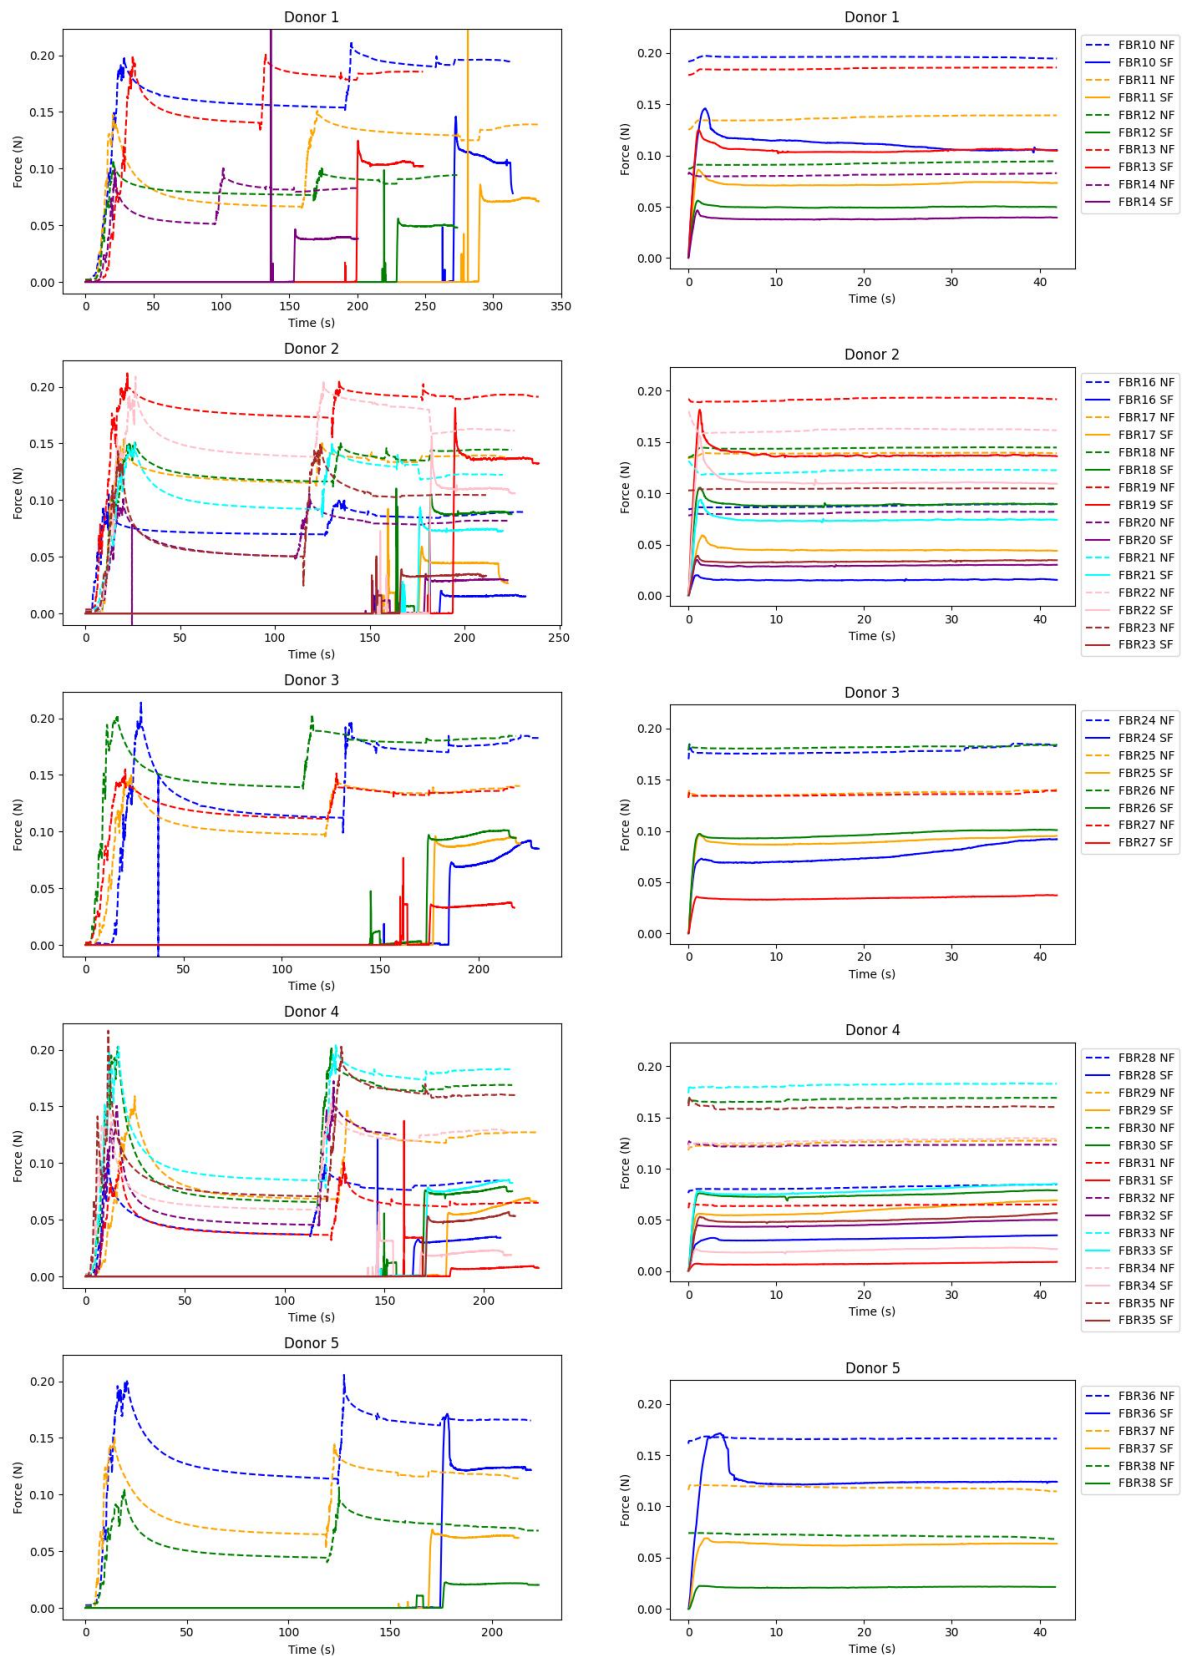 Donor 1
Force (N)
0.20
0.15
0.10
0.05
0.00
0
50
100
150
200
250
300
350
Time (s)
Donor 1
Force (N)
0.20
0.15
0.10
0.05
0.00
0
10
20
30
40
Time (s)
FBR10 NF
FBR10 SF
FBR11 NF
FBR11 SF
FBR12 NF
FBR12 SF
FBR13 NF
FBR13 SF
FBR14 NF
FBR14 SF
Donor 2
Force (N)
0.20
0.15
0.10
0.05
0.00
0
50
100
150
200
250
Time (s)
Donor 2
Force (N)
0.20
0.15
0.10
0.05
0.00
0
10
20
30
40
Time (s)
FBR16 NF
FBR16 SF
FBR17 NF
FBR17 SF
FBR18 NF
FBR18 SF
FBR19 NF
FBR19 SF
FBR20 NF
FBR20 SF
FBR21 NF
FBR21 SF
FBR22 NF
FBR22 SF
FBR23 NF
FBR23 SF
Donor 3
Force (N)
0.20
0.15
0.10
0.05
0.00
0
50
100
150
200
Time (s)
Donor 3
Force (N)
0.20
0.15
0.10
0.05
0.00
0
10
20
30
40
Time (s)
FBR24 NF
FBR24 SF
FBR25 NF
FBR25 SF
FBR26 NF
FBR26 SF
FBR27 NF
FBR27 SF
Donor 4
Force (N)
0.20
0.15
0.10
0.05
0.00
0
50
100
150
200
Time (s)
Donor 4
Force (N)
0.20
0.15
0.10
0.05
0.00
0
10
20
30
40
Time (s)
FBR28 NF
FBR28 SF
FBR29 NF
FBR29 SF
FBR30 NF
FBR30 SF
FBR31 NF
FBR31 SF
FBR32 NF
FBR32 SF
FBR33 NF
FBR33 SF
FBR34 NF
FBR34 SF
FBR35 NF
FBR35 SF
Donor 5
Force (N)
0.20
0.15
0.10
0.05
0.00
0
50
100
150
200
Time (s)
Donor 5
Force (N)
0.20
0.15
0.10
0.05
0.00
0
10
20
30
40
Time (s)
FBR36 NF
FBR36 SF
FBR37 NF
FBR37 SF
FBR38 NF
FBR38 SF